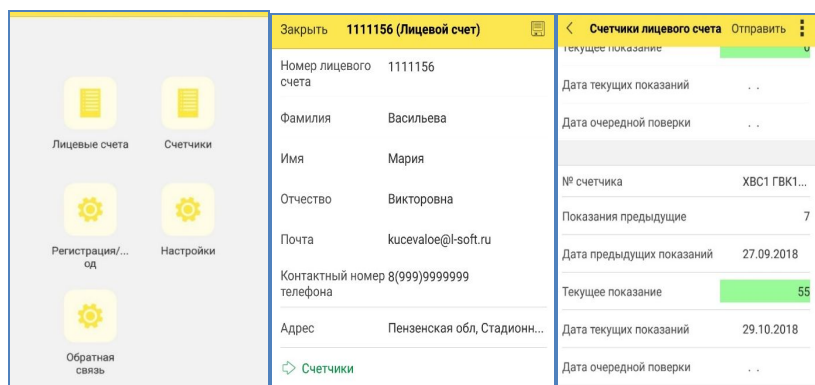 Лицевые счета
Счетчики
Регистрация/...
од
Настройки
Обратная
связь
Закрыть 1111156 (Лицевой счет)
Номер лицевого 1111156
счета
Фамилия Васильева
Имя Мария
Отчество Викторовна
Почта kucevaloe@l-soft.ru
Контактный номер 8(999)9999999
телефона
Адрес Пензенская обл, Стадионн...
Счетчики
Счетчики лицевого счета Отправить
Текущее показание 0
Дата текущих показаний . .
Дата очередной поверки . .
№ счетчика ХВС1 ГВК1...
Показания предыдущие 7
Дата предыдущих показаний 27.09.2018
Текущее показание 55
Дата текущих показаний 29.10.2018
Дата очередной поверки . .